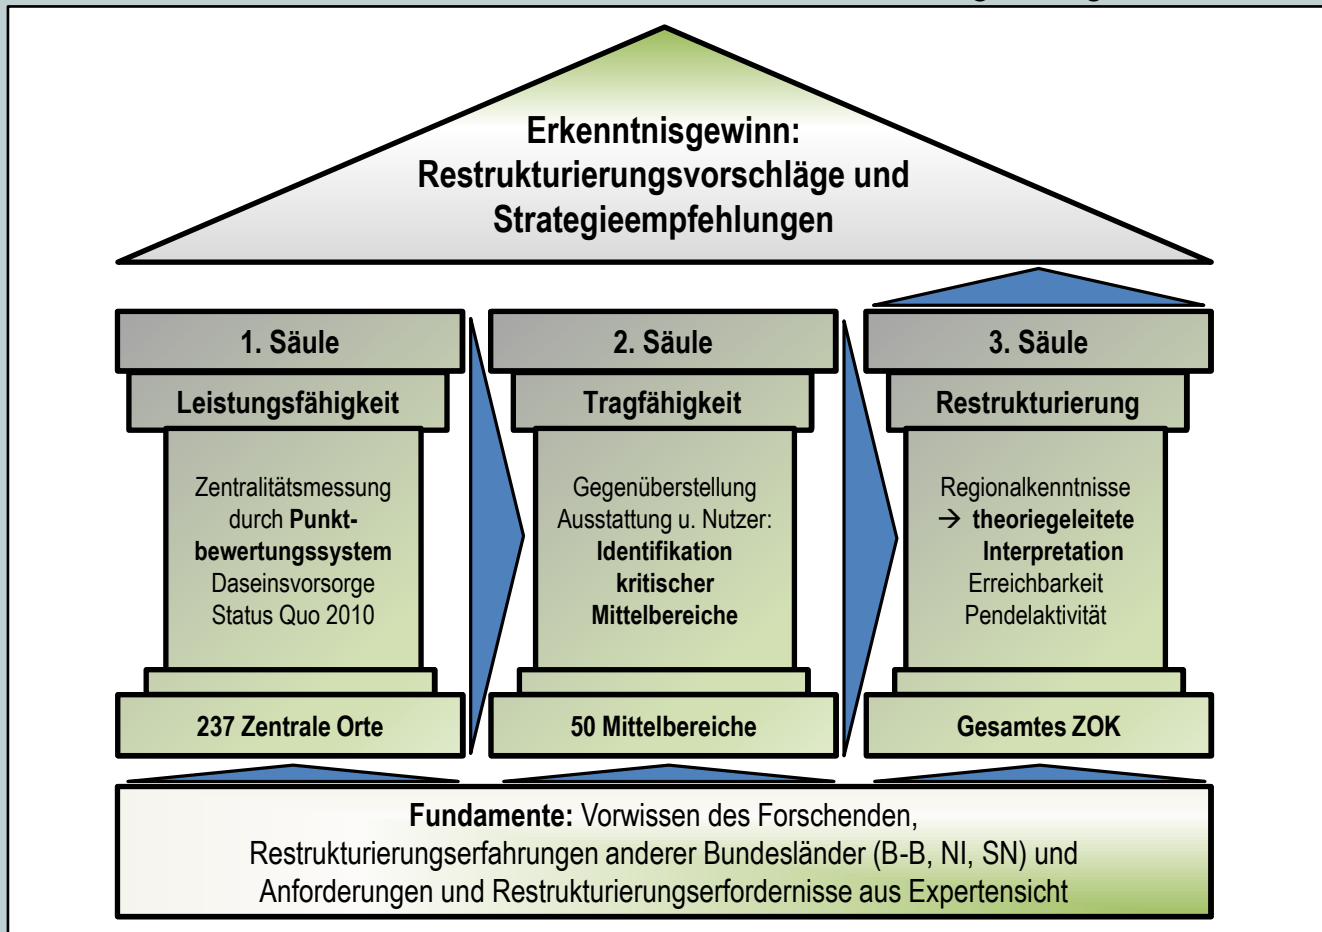 Erkenntnisgewinn:
Restrukturierungsvorschläge und
Strategieempfehlungen
1. Säule
Leistungsfähigkeit
Zentralitätsmessung
durch Punkt-
bewertungssystem
Daseinsvorsorge
Status Quo 2010
237 Zentrale Orte
2. Säule
Tragfähigkeit
Gegenüberstellung
Ausstattung u. Nutzer:
Identifikation
kritischer
Mittelbereiche
50 Mittelbereiche
3. Säule
Restrukturierung
Regionalkenntnisse
→ theoriegeleitete
Interpretation
Erreichbarkeit
Pendelaktivität
Gesamtes ZOK
Fundamente: Vorwissen des Forschenden,
Restrukturierungserfahrungen anderer Bundesländer (B-B, NI, SN) und
Anforderungen und Restrukturierungserfordernisse aus Expertensicht